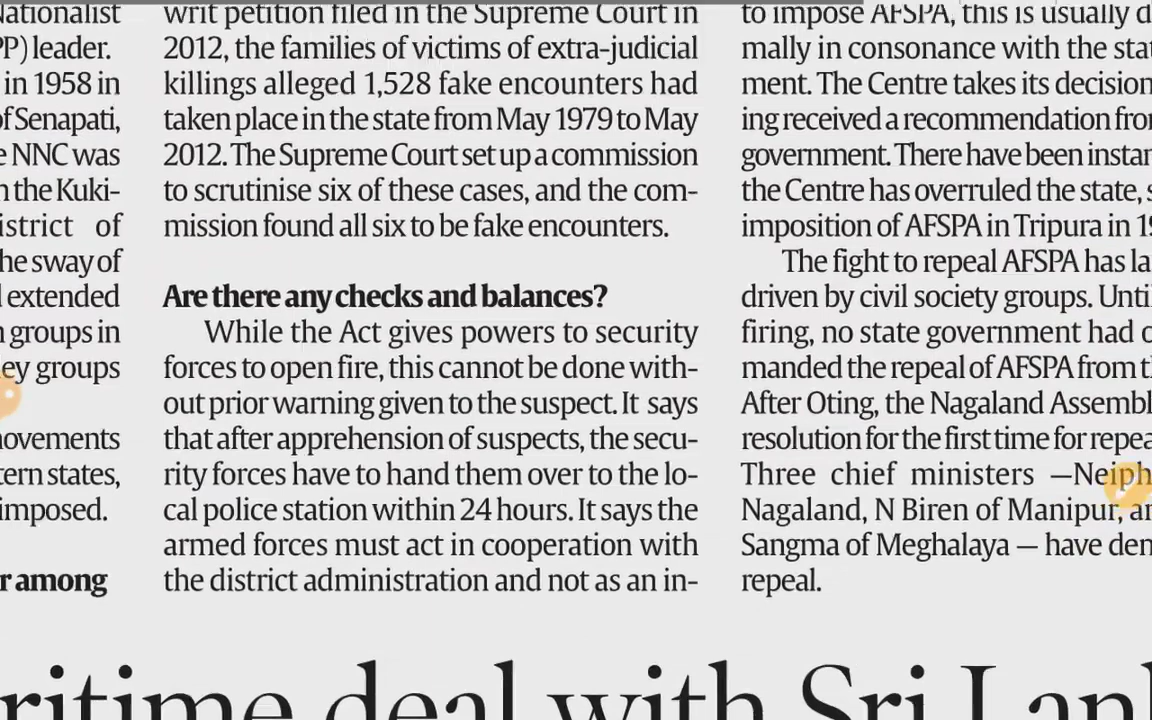 Nationalist
PP) leader.
in 1958 in
of Senapati,
e NNC was
n the Kuki-
istrict of
he sway of
l extended
n groups in
ey groups
novements
tern states,
imposed.
r among
writ petition filed in the Supreme Court in
2012, the families of victims of extra-judicial
killings alleged 1,528 fake encounters had
taken place in the state from May 1979 to May
2012. The Supreme Court set up a commission
to scrutinise six of these cases, and the com-
mission found all six to be fake encounters.
Are there any checks and balances?
While the Act gives powers to security
forces to open fire, this cannot be done with-
out prior warning given to the suspect. It says
that after apprehension of suspects, the secu-
rity forces have to hand them over to the lo-
cal police station within 24 hours. It says the
armed forces must act in cooperation with
the district administration and not as an in-
to impose AFSPA, this is usually d
mally in consonance with the stat
ment. The Centre takes its decision
ing received a recommendation fro
government. There have been instan
the Centre has overruled the state, s
imposition of AFSPA in Tripura in 19
The fight to repeal AFSPA has la
driven by civil society groups. Until
firing, no state government had o
manded the repeal of AFSPA from th
After Oting, the Nagaland Assembl
resolution for the first time for repea
Three chief ministers —Neiph
Nagaland, N Biren of Manipur, an
Sangma of Meghalaya — have den
repeal.
ritime deal with Sri Lank